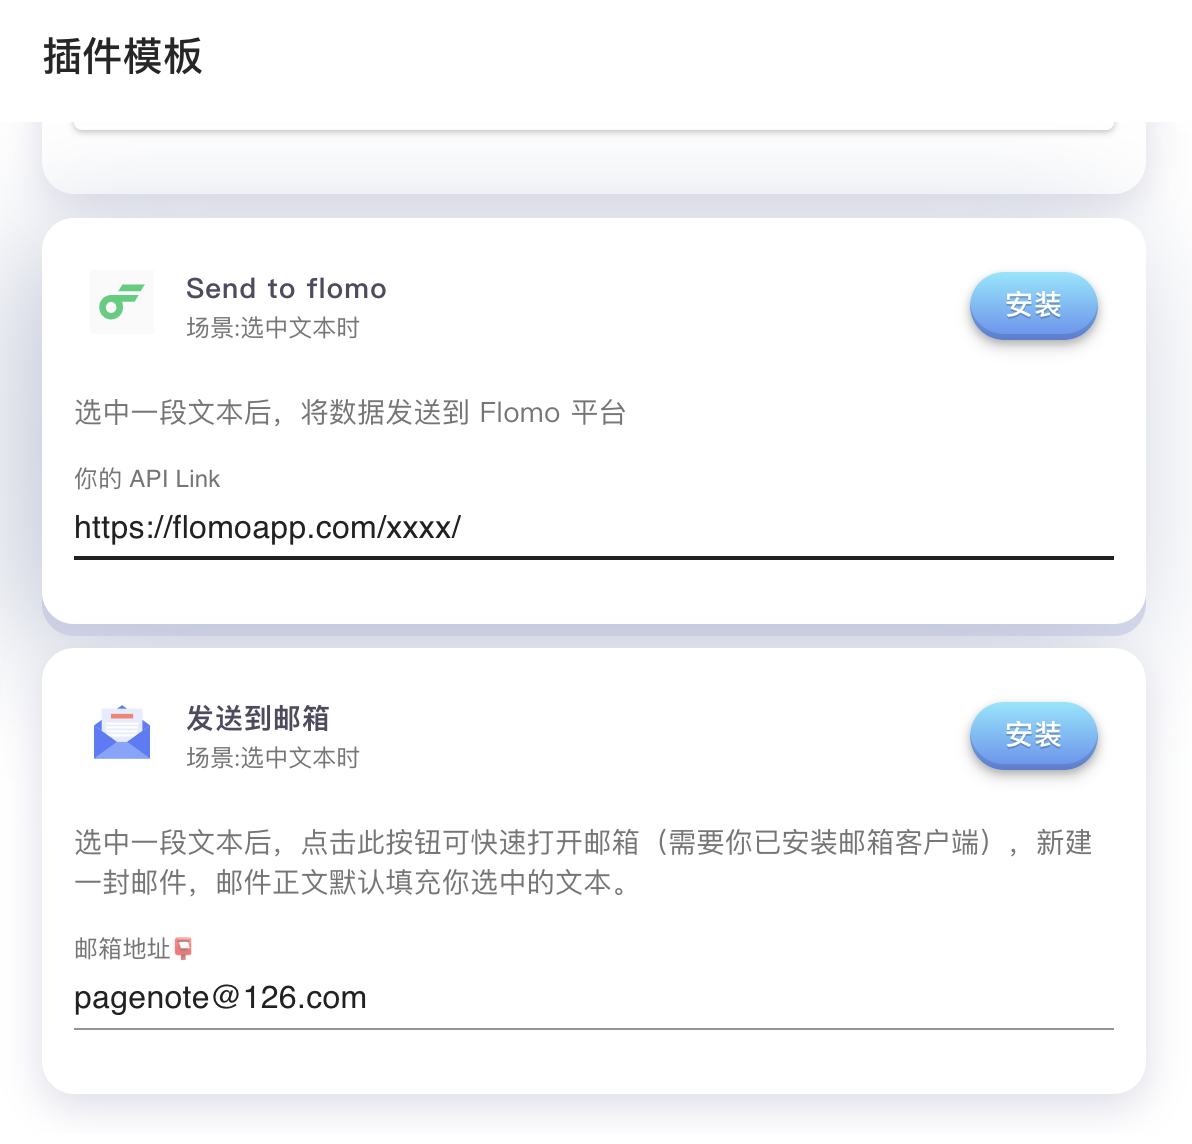 插件模板
Send to flomo
场景:选中文本时
安装
选中一段文本后，将数据发送到 Flomo 平台
你的 API Link
https://flomoapp.com/xxxx/
发送到邮箱
场景:选中文本时
安装
选中一段文本后，点击此按钮可快速打开邮箱（需要你已安装邮箱客户端），新建
一封邮件，邮件正文默认填充你选中的文本。
邮箱地址📮
pagenote@126.com